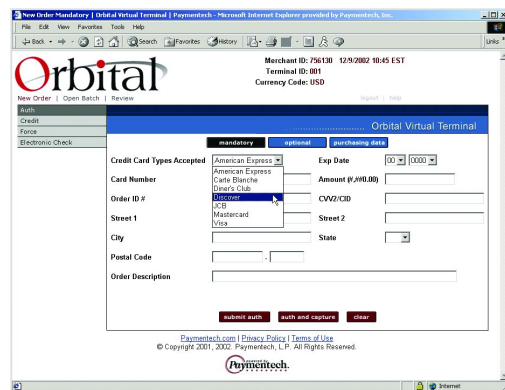 New Order Mandatory | Orbital Virtual Terminal | Paymentech - Microsoft Internet Explorer provided by Paymentech, Inc.
File Edit View Favorites Tools Help
Back Search Favorites History Links
Orbital
Merchant ID: 756130 12/9/2002 10:45 EST
Terminal ID: 001
Currency Code: USD
New Order | Open Batch | Review logout | help
Auth
Credit
Force
Electronic Check
Orbital Virtual Terminal
mandatory optional purchasing data
Credit Card Types Accepted American Express Exp Date 00 0000
American Express
Carte Blanche
Diner's Club
Discover
JCB
Mastercard
Visa
Card Number Amount (#,##0.00)
Order ID # CVV2/CID
Street 1 Street 2
City State
Postal Code -
Order Description
submit auth auth and capture clear
Paymentech.com | Privacy Policy | Terms of Use
© Copyright 2001, 2002. Paymentech, L.P. All Rights Reserved.
powered by
Paymentech.
Internet